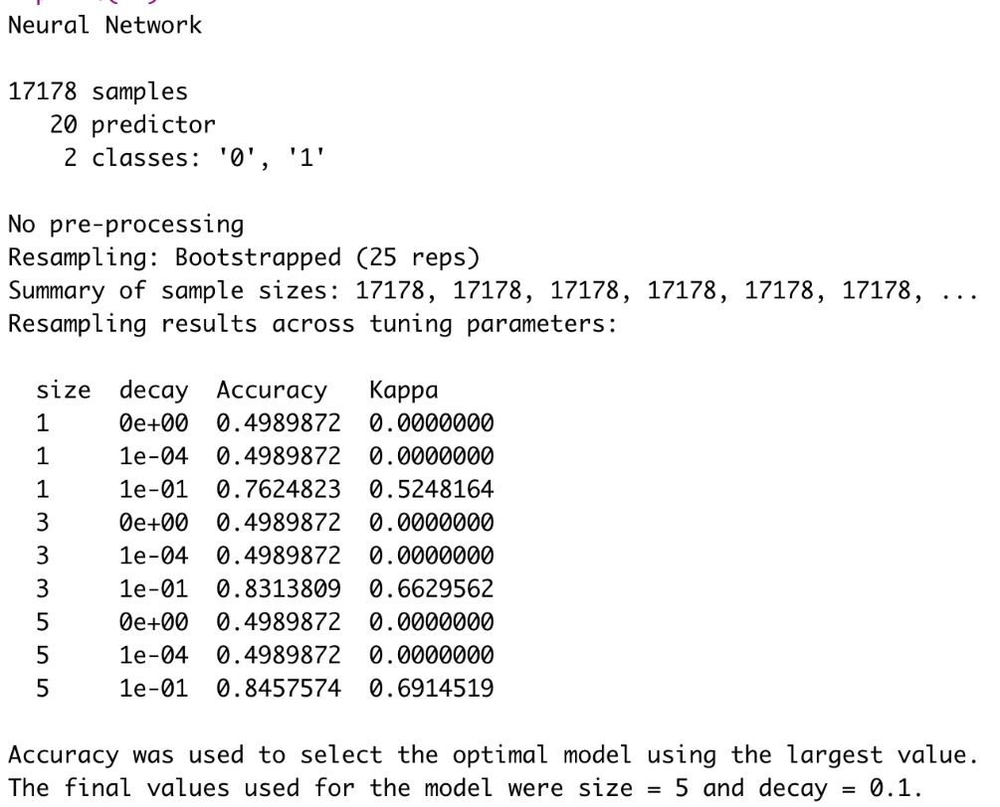 Neural Network
17178 samples
20 predictor
2 classes: '0', '1'
No pre-processing
Resampling: Bootstrapped (25 reps)
Summary of sample sizes: 17178, 17178, 17178, 17178, 17178, 17178, ...
Resampling results across tuning parameters:
size decay Accuracy Kappa
1 0e+00 0.4989872 0.0000000
1 1e-04 0.4989872 0.0000000
1 1e-01 0.7624823 0.5248164
3 0e+00 0.4989872 0.0000000
3 1e-04 0.4989872 0.0000000
3 1e-01 0.8313809 0.6629562
5 0e+00 0.4989872 0.0000000
5 1e-04 0.4989872 0.0000000
5 1e-01 0.8457574 0.6914519
Accuracy was used to select the optimal model using the largest value.
The final values used for the model were size = 5 and decay = 0.1.